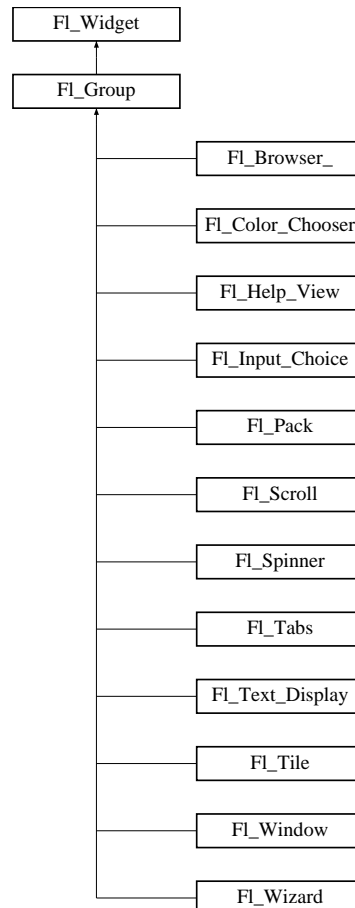 Fl_Widget
Fl_Group
Fl_Browser_
Fl_Color_Chooser
Fl_Help_View
Fl_Input_Choice
Fl_Pack
Fl_Scroll
Fl_Spinner
Fl_Tabs
Fl_Text_Display
Fl_Tile
Fl_Window
Fl_Wizard